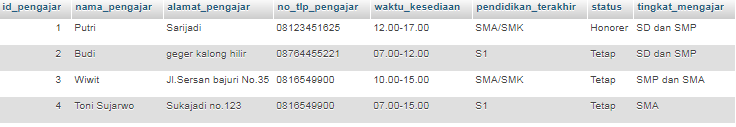 id_pengajar nama_pengajar alamat_pengajar no_tlp_pengajar waktu_kesediaan pendidikan_terakhir status tingkat_mengajar
1 Putri Sarijadi 08123451625 12.00-17.00 SMA/SMK Honorer SD dan SMP
2 Budi geger kalong hilir 08764455221 07.00-12.00 S1 Tetap SD dan SMP
3 Wiwit Jl.Sersan bajuri No.35 0816549900 10.00-15.00 SMA/SMK Tetap SMP dan SMA
4 Toni Sujarwo Sukajadi no.123 0816549900 07.00-15.00 S1 Tetap SMA